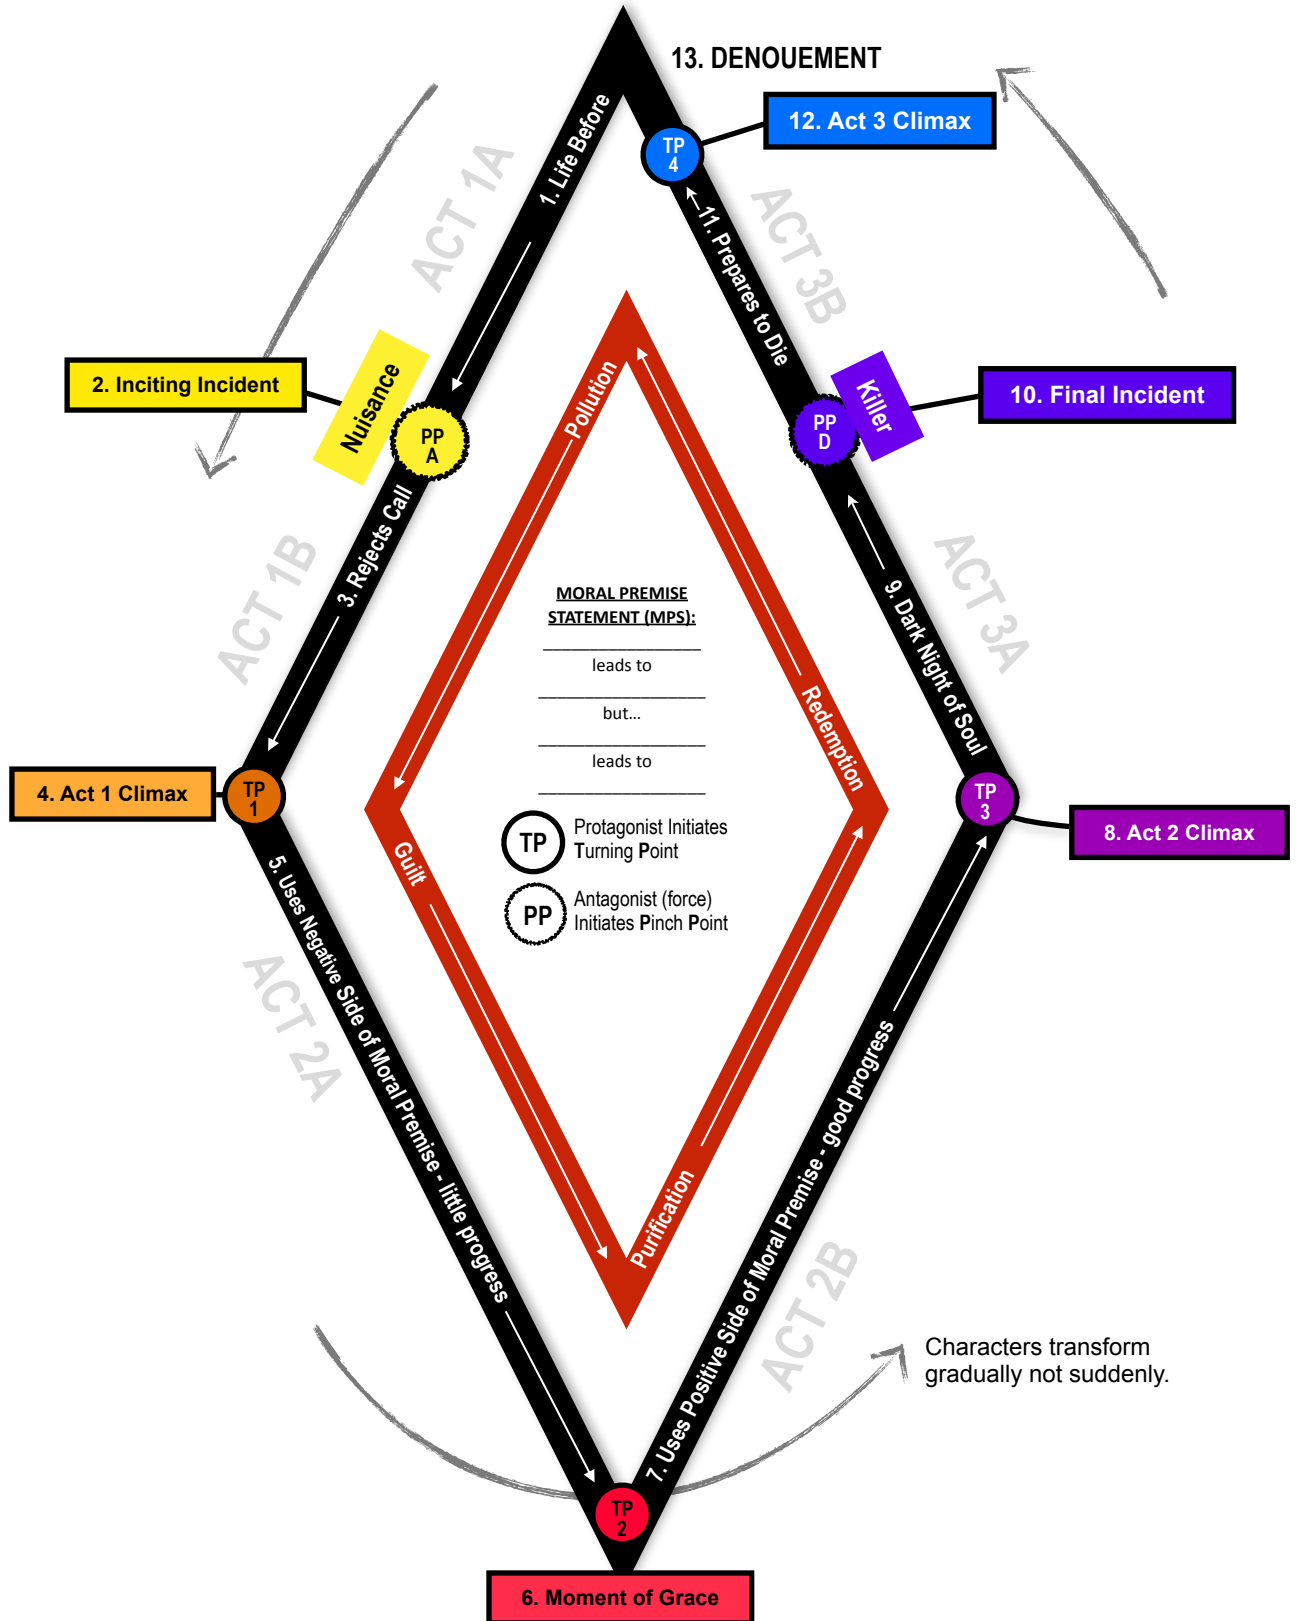 13. DENOUEMENT
12. Act 3 Climax
TP
4
1. Life Before
ACT 1A
11. Prepares to Die
ACT 3B
2. Inciting Incident
Nuisance
PP
A
Pollution
PP
D
Killer
10. Final Incident
3. Rejects Call
ACT 1B
9. Dark Night of Soul
ACT 3A
MORAL PREMISE
STATEMENT (MPS):
__________________
leads to
___________________
but...
___________________
leads to
___________________
Redemption
4. Act 1 Climax
TP
1
TP
3
8. Act 2 Climax
TP
Protagonist Initiates
Turning Point
PP
Antagonist (force)
Initiates Pinch Point
Guilt
5. Uses Negative Side of Moral Premise - little progress
ACT 2A
Purification
7. Uses Positive Side of Moral Premise - good progress
ACT 2B
Characters transform
gradually not suddenly.
TP
2
6. Moment of Grace